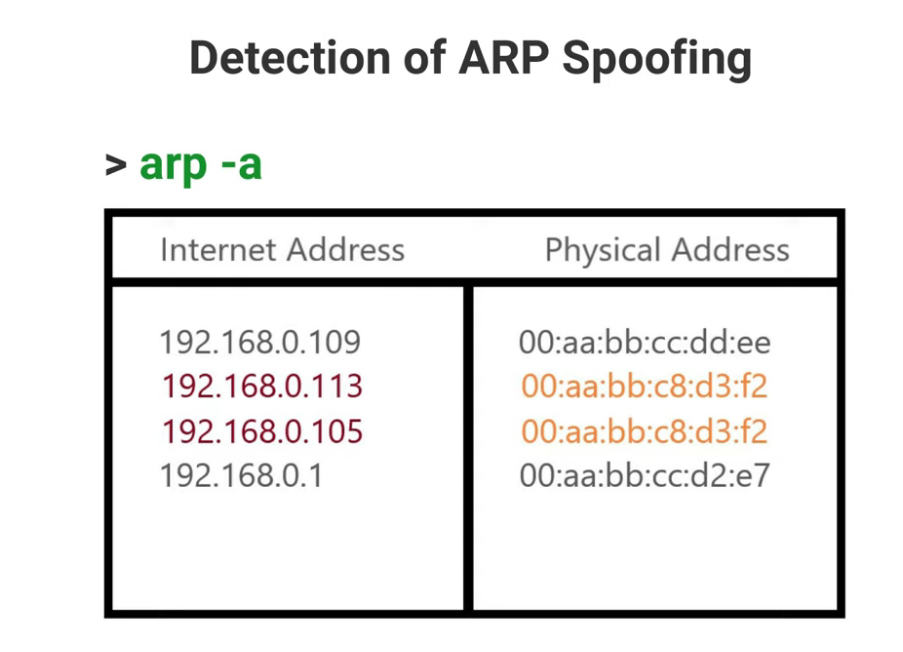 Detection of ARP Spoofing
> arp -a
Internet Address Physical Address
192.168.0.109 00:aa:bb:cc:dd:ee
192.168.0.113 00:aa:bb:c8:d3:f2
192.168.0.105 00:aa:bb:c8:d3:f2
192.168.0.1 00:aa:bb:cc:d2:e7